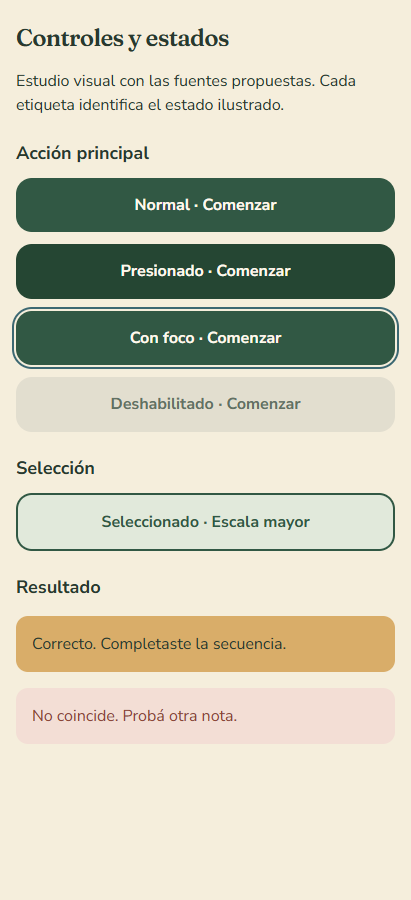 Controles y estados
Estudio visual con las fuentes propuestas. Cada
etiqueta identifica el estado ilustrado.
Acción principal
Normal · Comenzar
Presionado · Comenzar
Con foco · Comenzar
Deshabilitado · Comenzar
Selección
Seleccionado · Escala mayor
Resultado
Correcto. Completaste la secuencia.
No coincide. Probá otra nota.